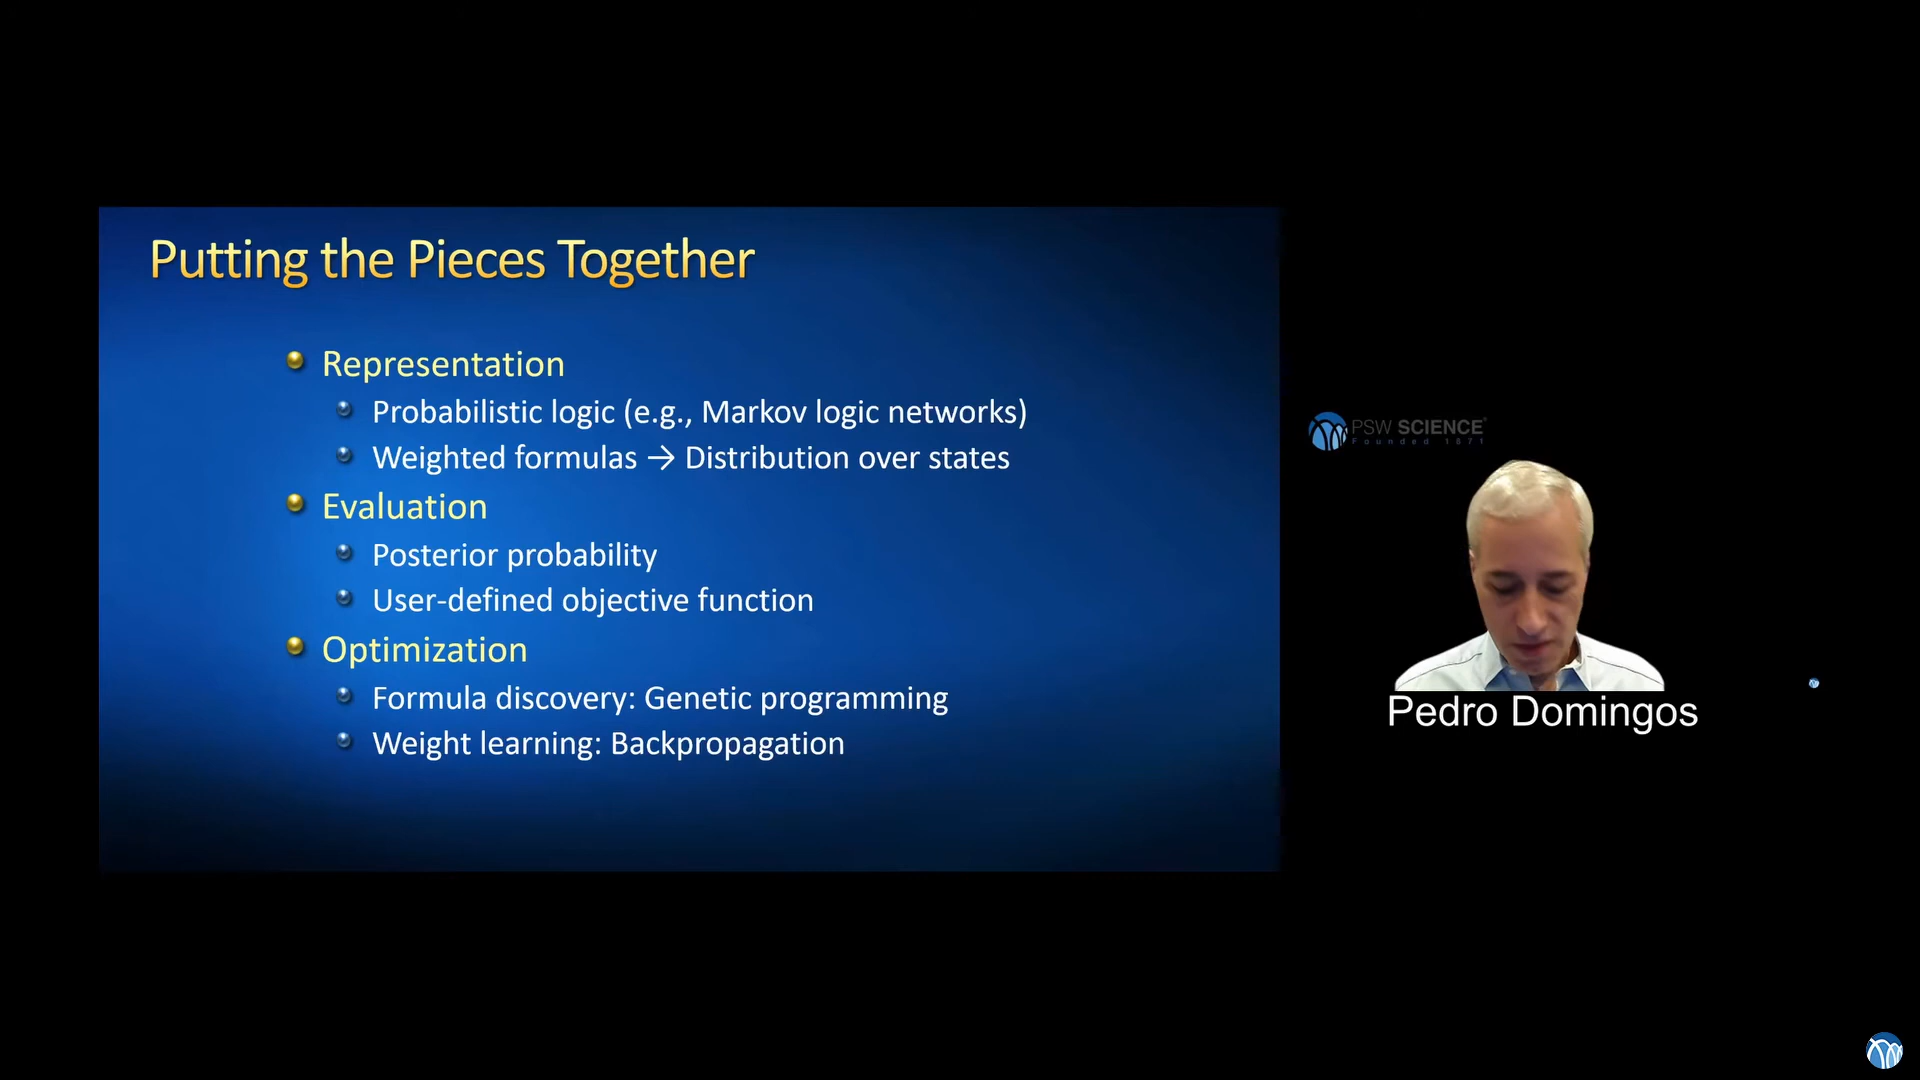 Putting the Pieces Together
Representation
Probabilistic logic (e.g., Markov logic networks)
Weighted formulas → Distribution over states
Evaluation
Posterior probability
User-defined objective function
Optimization
Formula discovery: Genetic programming
Weight learning: Backpropagation
PSW SCIENCE
Founded 1871
Pedro Domingos